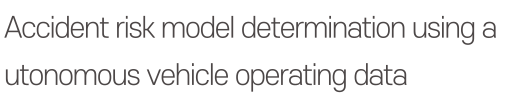 Accident risk model determination using a
utonomous vehicle operating data